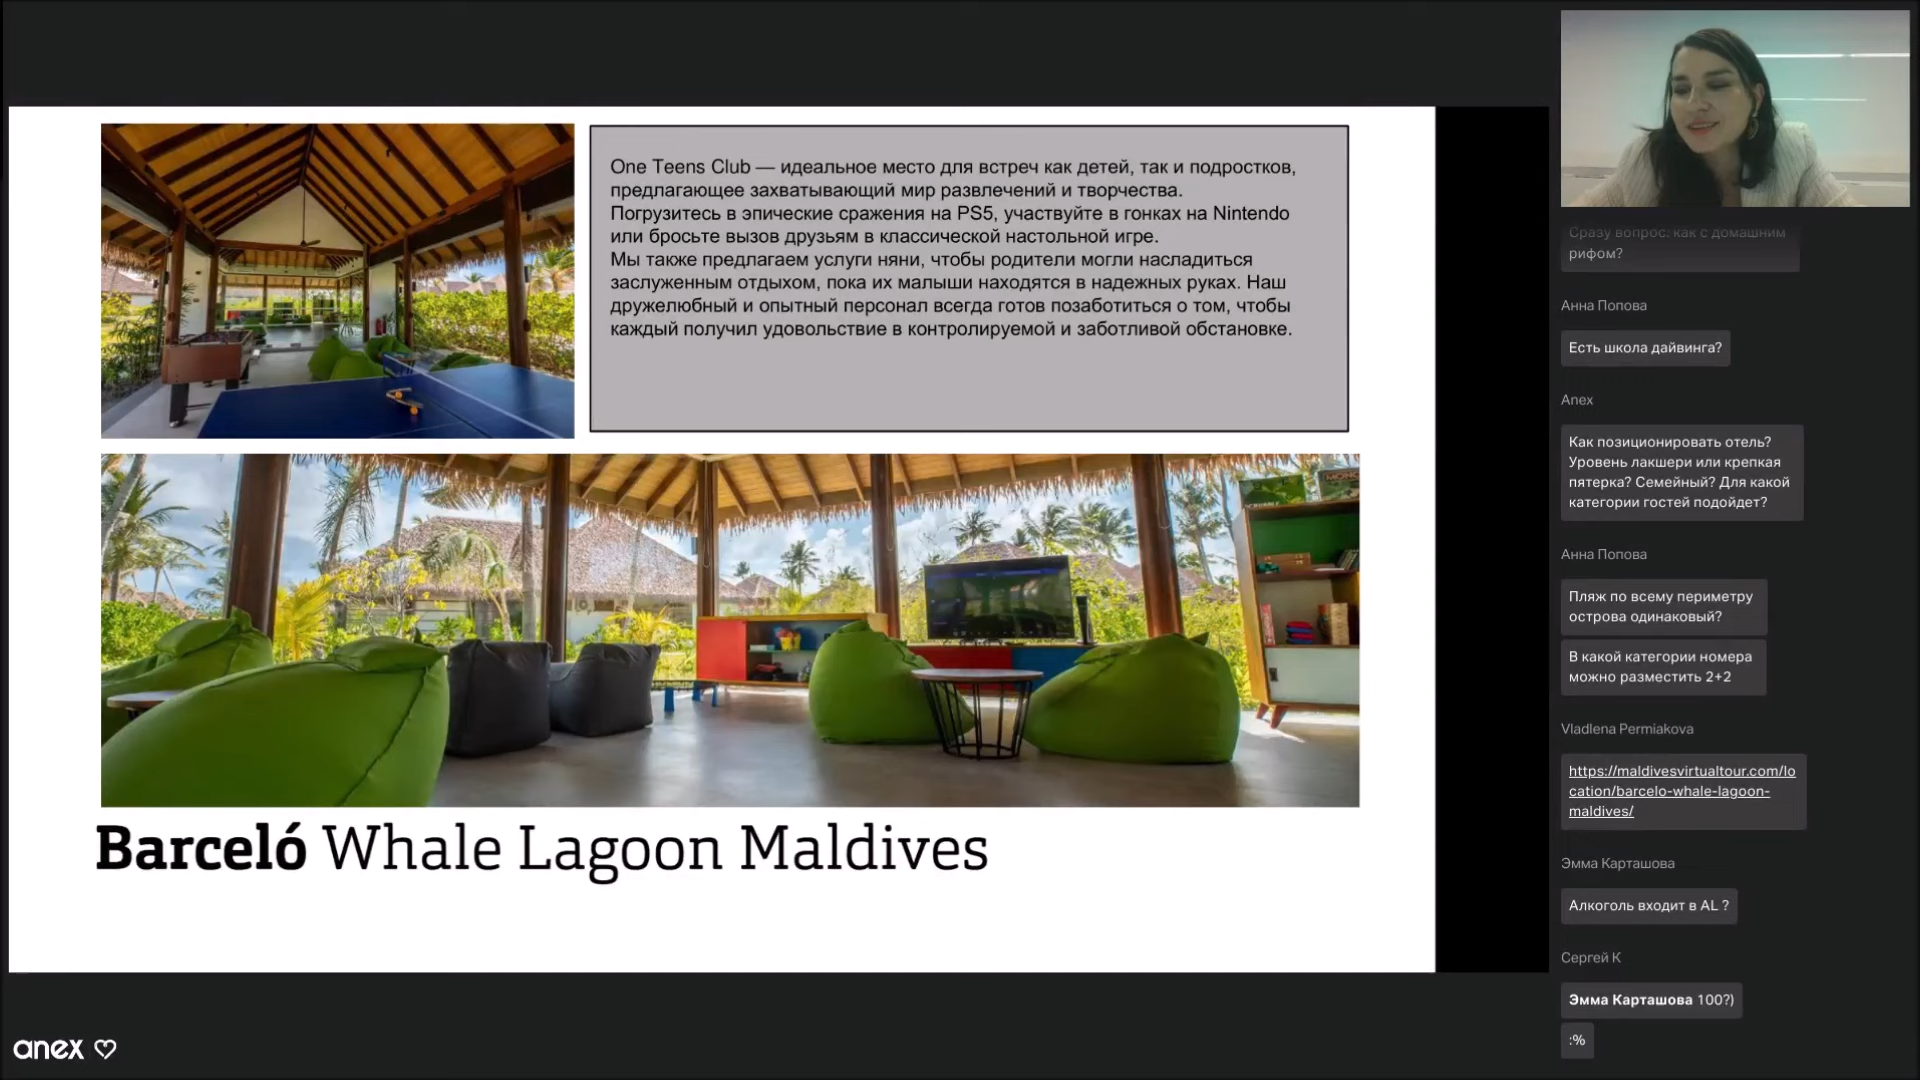 One Teens Club — идеальное место для встреч как детей, так и подростков,
предлагающее захватывающий мир развлечений и творчества.
Погрузитесь в эпические сражения на PS5, участвуйте в гонках на Nintendo
или бросьте вызов друзьям в классической настольной игре.
Мы также предлагаем услуги няни, чтобы родители могли насладиться
заслуженным отдыхом, пока их малыши находятся в надежных руках. Наш
дружелюбный и опытный персонал всегда готов позаботиться о том, чтобы
каждый получил удовольствие в контролируемой и заботливой обстановке.
Barceló Whale Lagoon Maldives
anex
Сразу вопрос: как с домашним
рифом?
Анна Попова
Есть школа дайвинга?
Anex
Как позиционировать отель?
Уровень лакшери или крепкая
пятерка? Семейный? Для какой
категории гостей подойдет?
Анна Попова
Пляж по всему периметру
острова одинаковый?
В какой категории номера
можно разместить 2+2
Vladlena Permiakova
https://maldivesvirtualtour.com/lo
cation/barcelo-whale-lagoon-
maldives/
Эмма Карташова
Алкоголь входит в AL ?
Сергей К
Эмма Карташова 100?)
:%